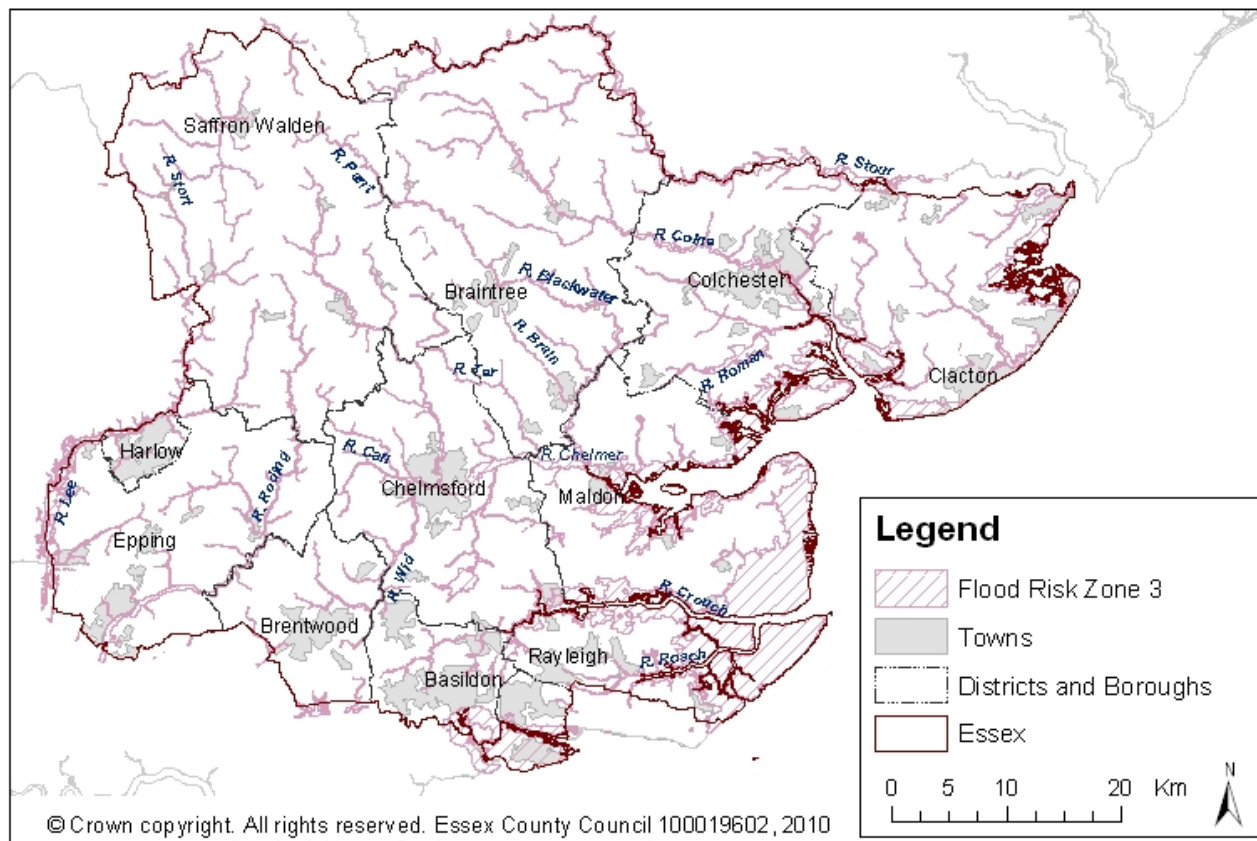 Saffron Walden
R. Stort
R. Pant
R. Stour
R. Colne
Colchester
R. Blackwater
Braintree
R. Brain
R. Ter
R. Roman
Clacton
Harlow
R. Lee
R. Roding
R. Can
R. Chelmer
Chelmsford
Maldon
Epping
R. Wid
R. Crouch
Brentwood
Rayleigh
R. Roach
Basildon
Legend
Flood Risk Zone 3
Towns
Districts and Boroughs
Essex
0 5 10 20 Km
N
© Crown copyright. All rights reserved. Essex County Council 100019602, 2010